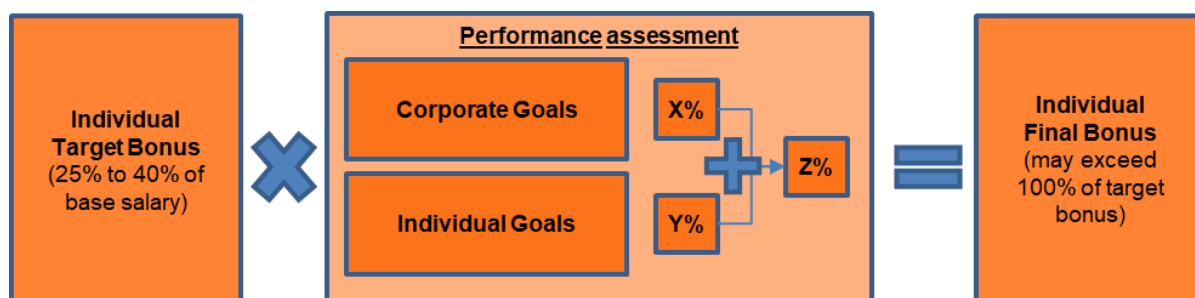 Individual
Target Bonus
(25% to 40% of
base salary)
Performance assessment
Corporate Goals
X%
Individual Goals
Y%
Z%
Individual
Final Bonus
(may exceed
100% of target
bonus)